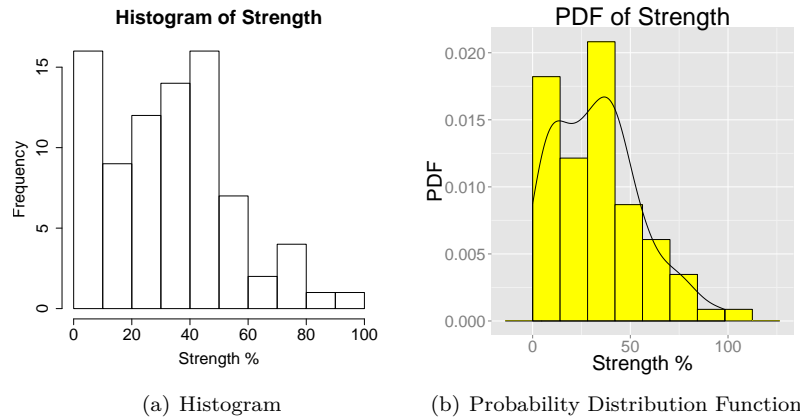 Histogram of Strength
Frequency
0
5
10
15
0 20 40 60 80 100
Strength %
(a) Histogram
PDF of Strength
PDF
0.020
0.015
0.010
0.005
0.000
0 50 100
Strength %
(b) Probability Distribution Function